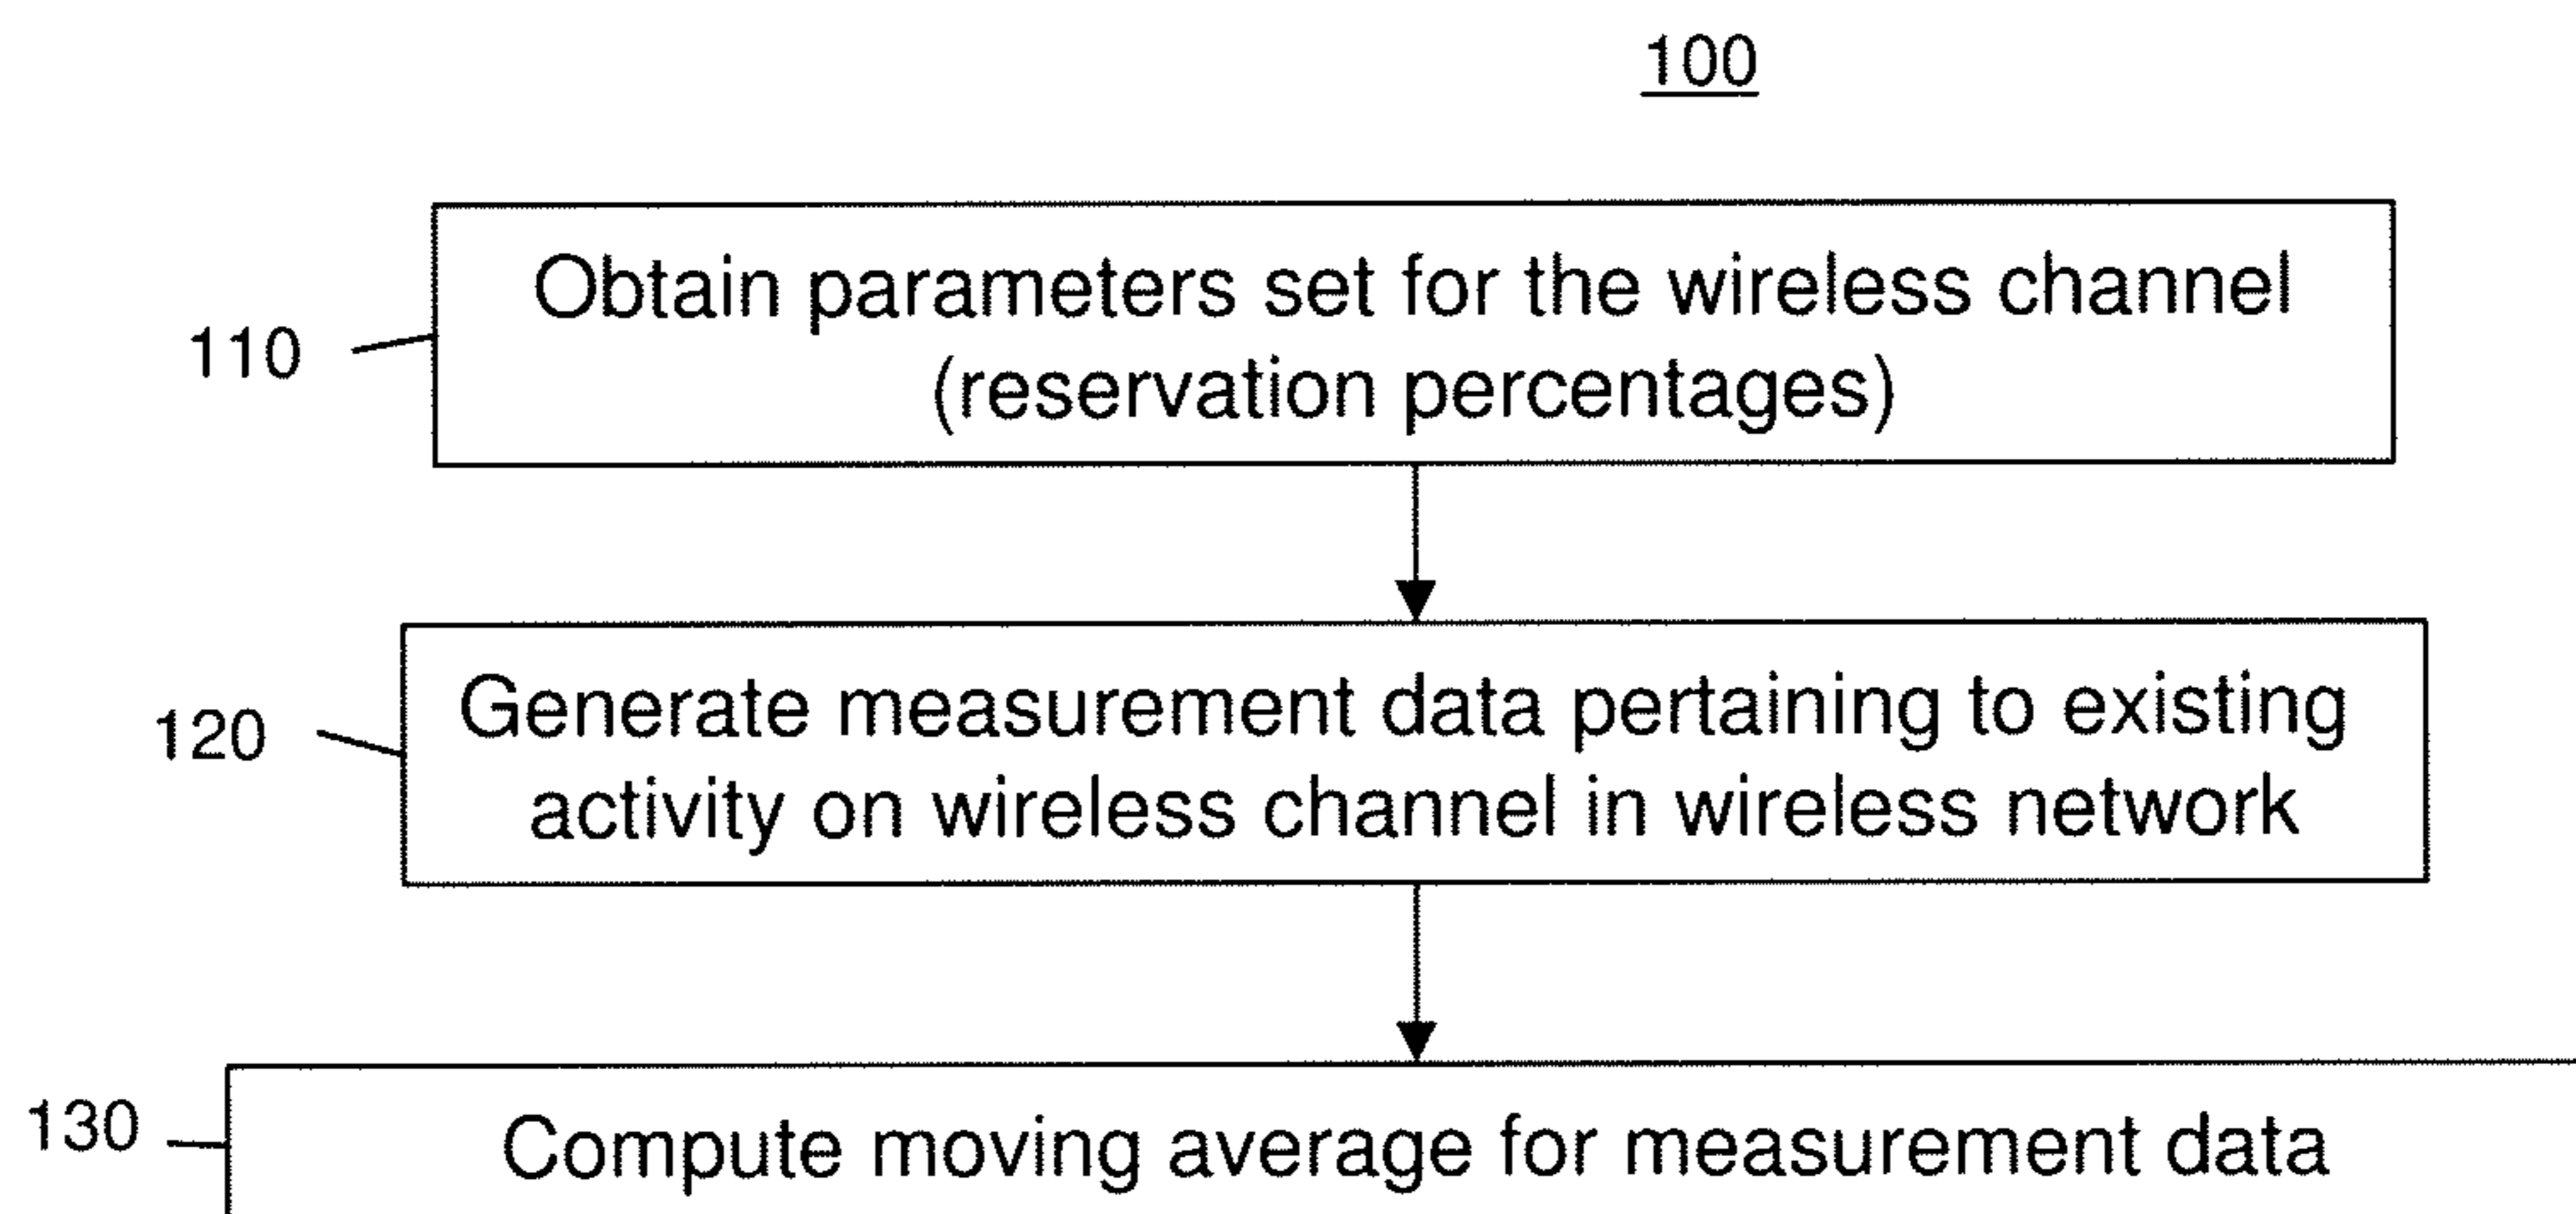 100
110
Obtain parameters set for the wireless channel
(reservation percentages)
120
Generate measurement data pertaining to existing
activity on wireless channel in wireless network
130
Compute moving average for measurement data